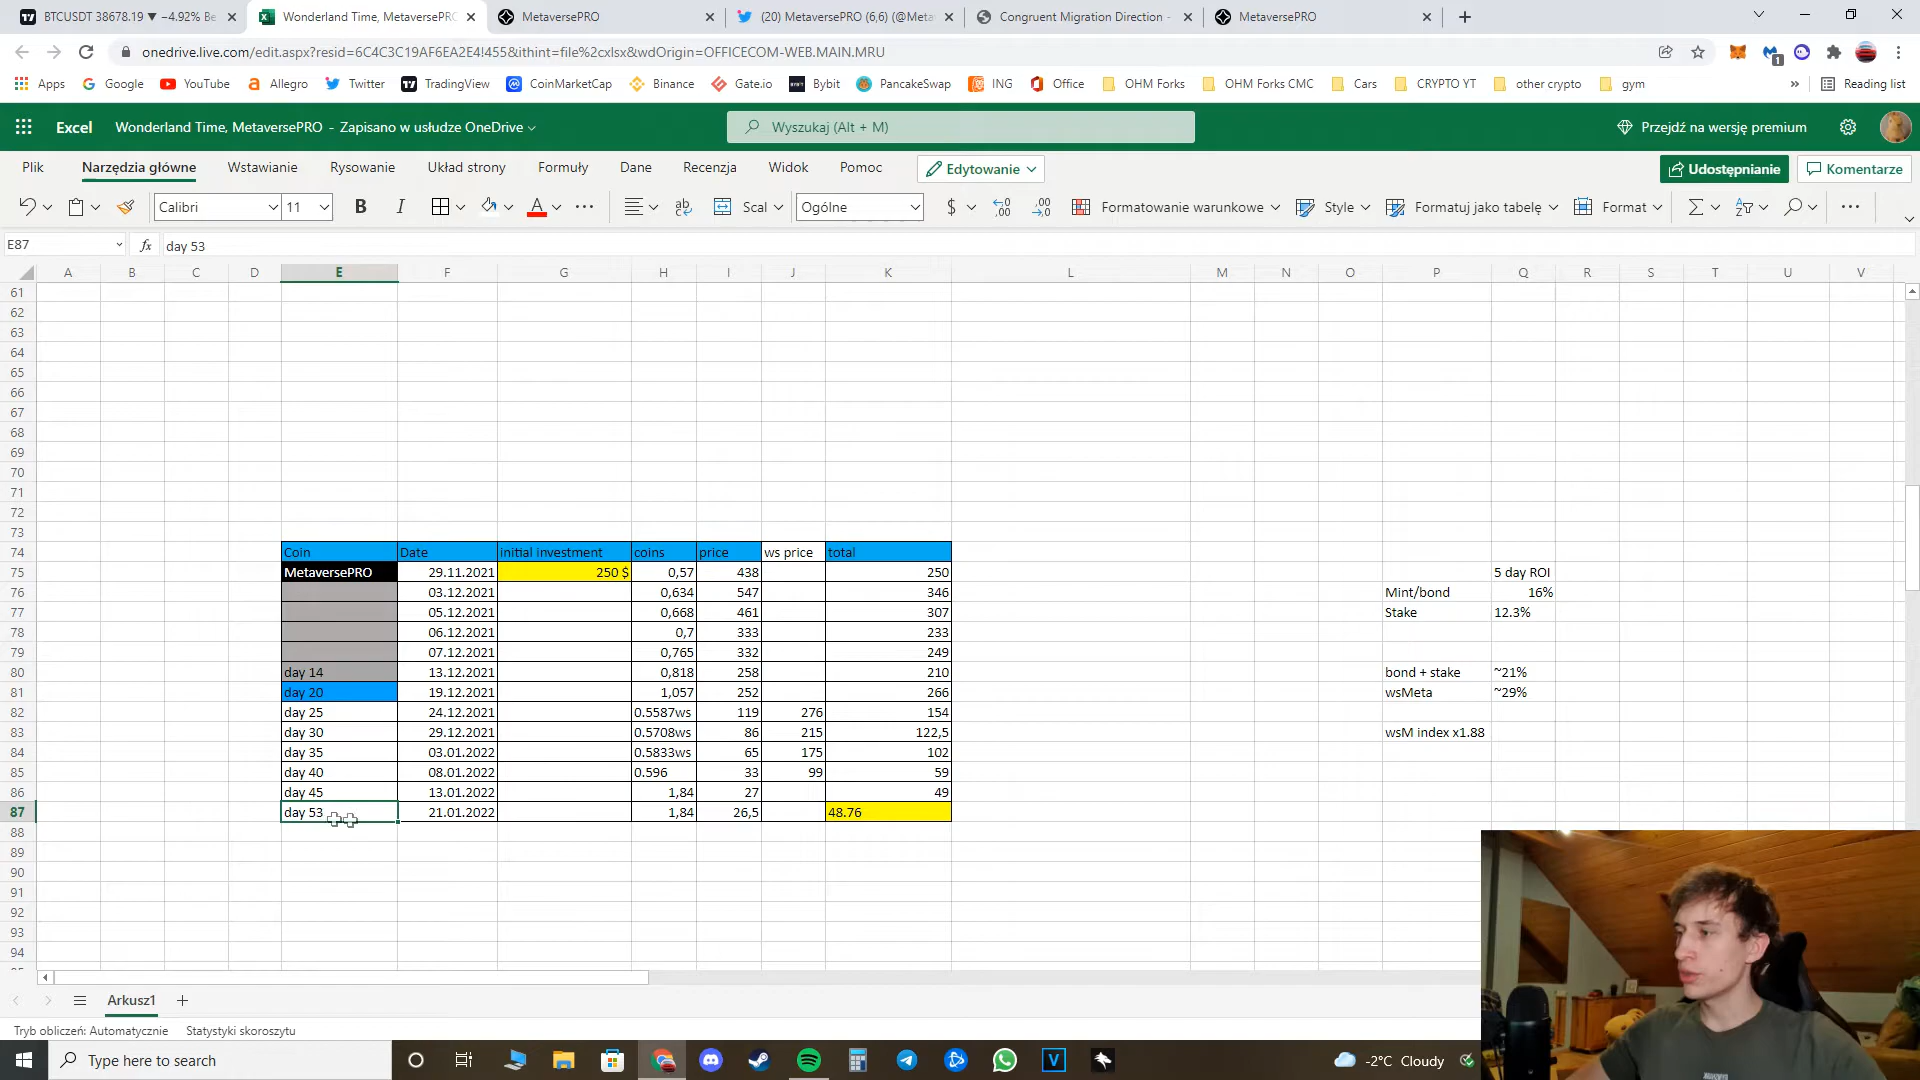 BTCUSDT 38678.19 ▼ −4.92% Be
Wonderland Time, MetaversePRO
MetaversePRO
(20) MetaversePRO (6,6) (@Meta
Congruent Migration Direction -
MetaversePRO
onedrive.live.com/edit.aspx?resid=6C4C3C19AF6EA2E4!455&ithint=file%2cxlsx&wdOrigin=OFFICECOM-WEB.MAIN.MRU
Apps Google YouTube Allegro Twitter TradingView CoinMarketCap Binance Gate.io Bybit PancakeSwap ING Office OHM Forks OHM Forks CMC Cars CRYPTO YT other crypto gym » Reading list
Excel Wonderland Time, MetaversePRO - Zapisano w usłudze OneDrive
Wyszukaj (Alt + M)
Przejdź na wersję premium
Plik Narzędzia główne Wstawianie Rysowanie Układ strony Formuły Dane Recenzja Widok Pomoc Edytowanie Udostępnianie Komentarze
Calibri 11 B I A Scal Ogólne $ Formatowanie warunkowe Style Formatuj jako tabelę Format
E87 fx day 53
A B C D E F G H I J K L M N O P Q R S T U V
61
62
63
64
65
66
67
68
69
70
71
72
73
74 Coin Date initial investment coins price ws price total
75 MetaversePRO 29.11.2021 250 $ 0,57 438 250 5 day ROI
76 03.12.2021 0,634 547 346 Mint/bond 16%
77 05.12.2021 0,668 461 307 Stake 12.3%
78 06.12.2021 0,7 333 233
79 07.12.2021 0,765 332 249
80 day 14 13.12.2021 0,818 258 210 bond + stake ~21%
81 day 20 19.12.2021 1,057 252 266 wsMeta ~29%
82 day 25 24.12.2021 0.5587ws 119 276 154
83 day 30 29.12.2021 0.5708ws 86 215 122,5 wsM index x1.88
84 day 35 03.01.2022 0.5833ws 65 175 102
85 day 40 08.01.2022 0.596 33 99 59
86 day 45 13.01.2022 1,84 27 49
87 day 53 21.01.2022 1,84 26,5 48.76
88
89
90
91
92
93
94
95
Arkusz1
Tryb obliczeń: Automatycznie Statystyki skoroszytu
Type here to search
-2°C Cloudy